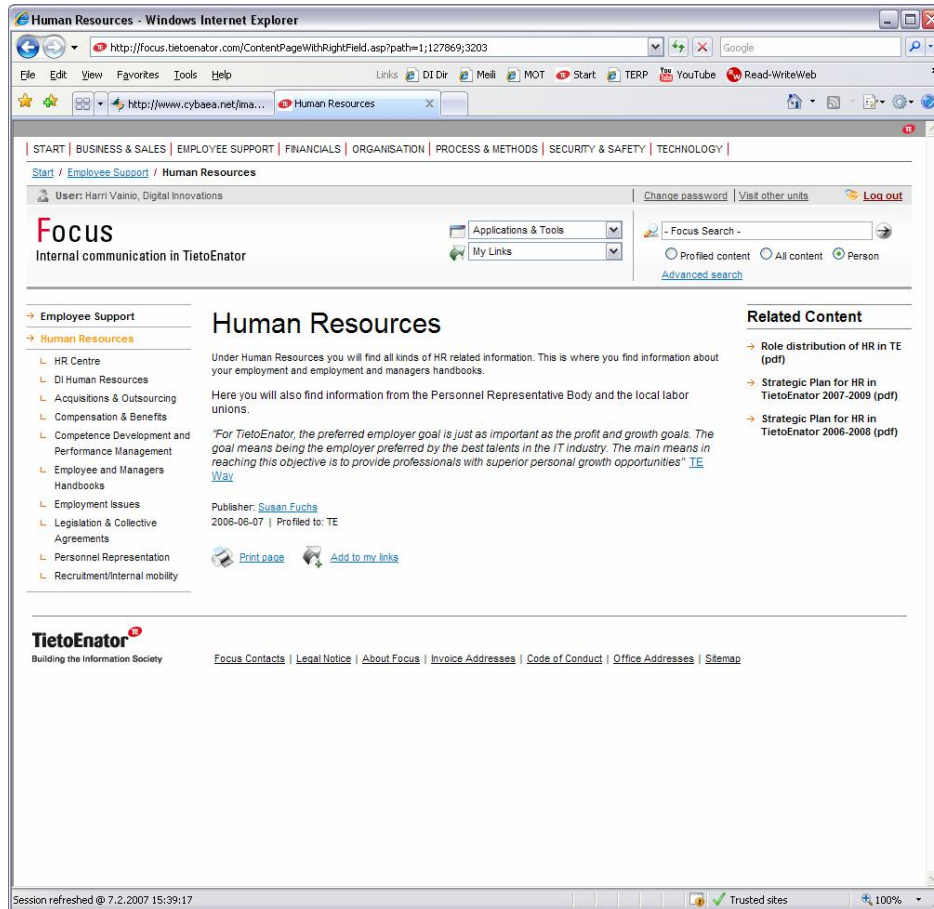 Human Resources - Windows Internet Explorer
http://focus.tietoenator.com/ContentPageWithRightField.asp?path=1;127869;3203
Google
File Edit View Favorites Tools Help
Links DI Dir Meili MOT Start TERP YouTube Read-WriteWeb
http://www.cybaea.net/ima... Human Resources X
START | BUSINESS & SALES | EMPLOYEE SUPPORT | FINANCIALS | ORGANISATION | PROCESS & METHODS | SECURITY & SAFETY | TECHNOLOGY |
Start / Employee Support / Human Resources
User: Harri Vainio, Digital Innovations | Change password | Visit other units Log out
Focus
Internal communication in TietoEnator
Applications & Tools
My Links
- Focus Search -
Profiled content All content Person
Advanced search
Employee Support
Human Resources
HR Centre
DI Human Resources
Acquisitions & Outsourcing
Compensation & Benefits
Competence Development and
Performance Management
Employee and Managers
Handbooks
Employment Issues
Legislation & Collective
Agreements
Personnel Representation
Recruitment/Internal mobility
Human Resources
Under Human Resources you will find all kinds of HR related information. This is where you find information about
your employment and employment and managers handbooks.
Here you will also find information from the Personnel Representative Body and the local labor
unions.
"For TietoEnator, the preferred employer goal is just as important as the profit and growth goals. The
goal means being the employer preferred by the best talents in the IT industry. The main means in
reaching this objective is to provide professionals with superior personal growth opportunities" TE
Way
Publisher: Susan Fuchs
2006-06-07 | Profiled to: TE
Print page Add to my links
Related Content
Role distribution of HR in TE
(pdf)
Strategic Plan for HR in
TietoEnator 2007-2009 (pdf)
Strategic Plan for HR in
TietoEnator 2006-2008 (pdf)
TietoEnator TE
Building the Information Society
Focus Contacts | Legal Notice | About Focus | Invoice Addresses | Code of Conduct | Office Addresses | Sitemap
Session refreshed @ 7.2.2007 15:39:17
Trusted sites
100%